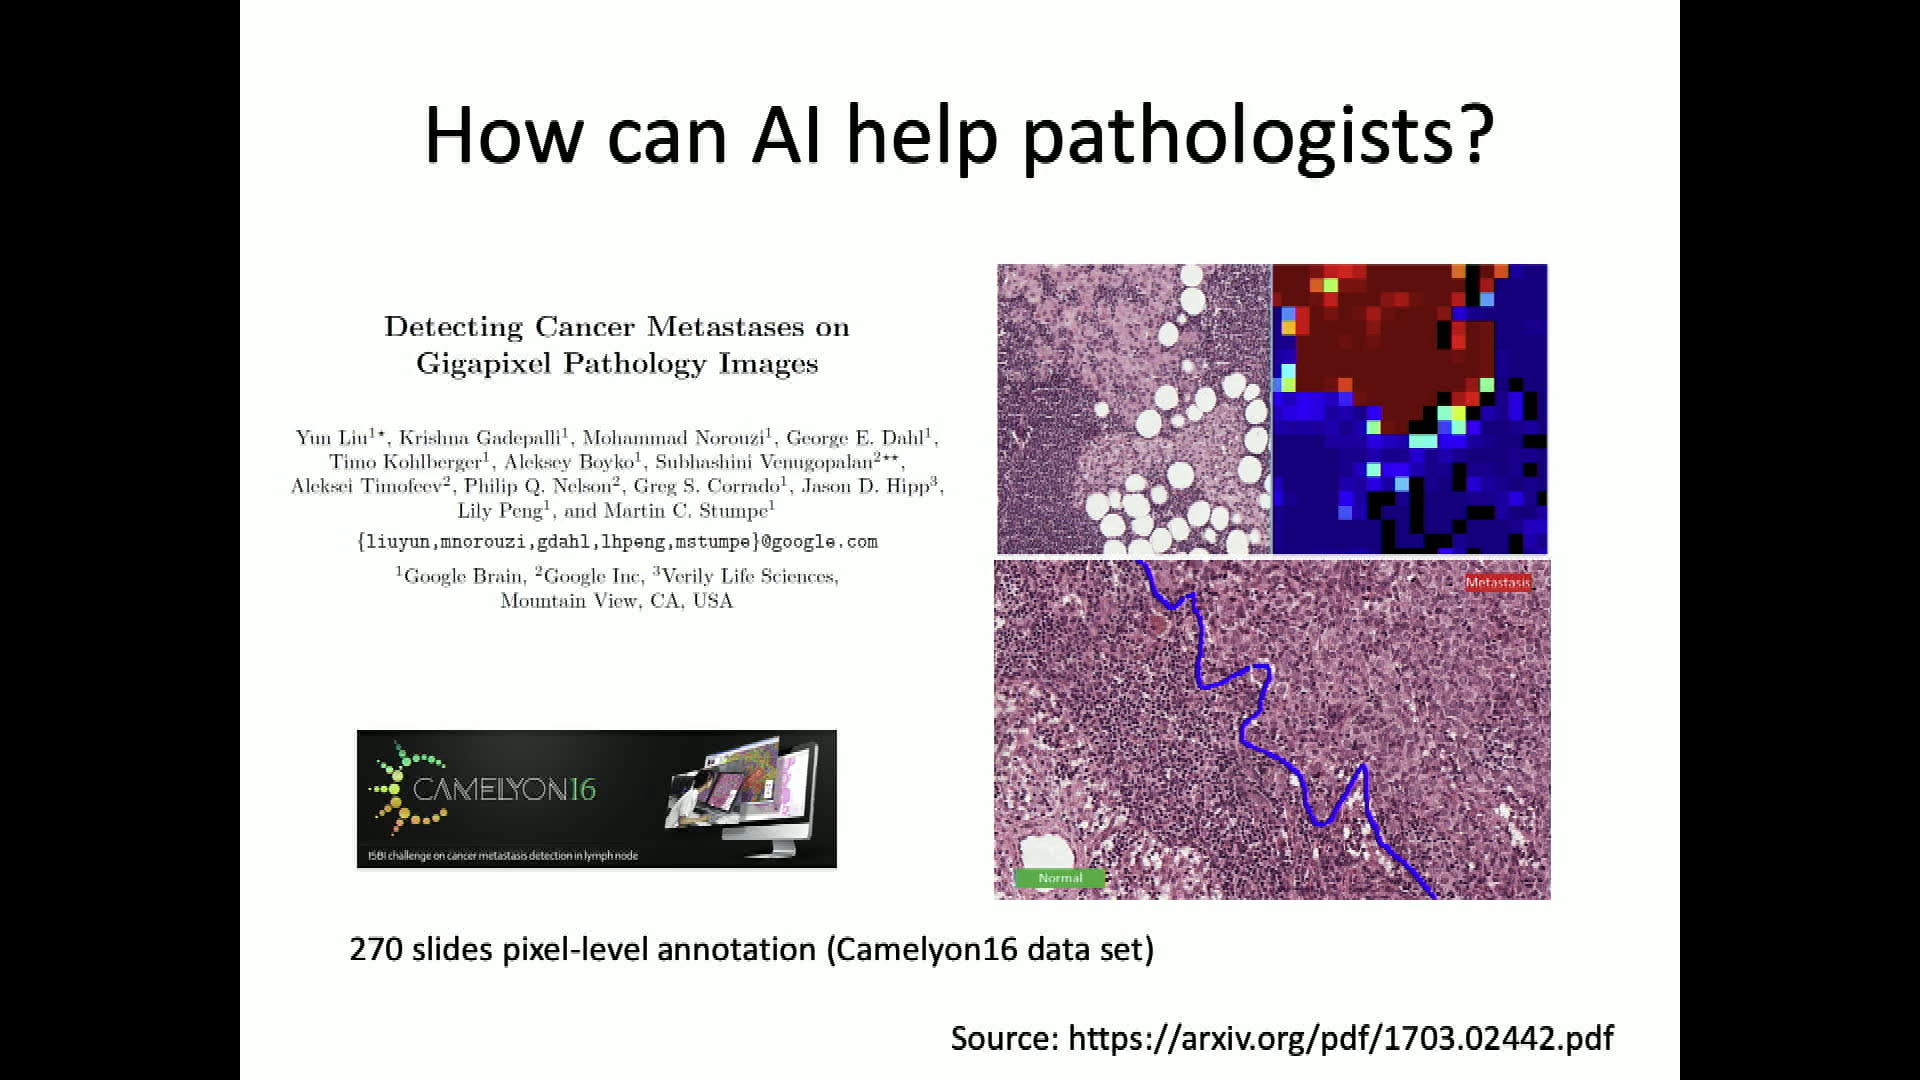 How can AI help pathologists?
Detecting Cancer Metastases on
Gigapixel Pathology Images
Yun Liu¹*, Krishna Gadepalli¹, Mohammad Norouzi¹, George E. Dahl¹,
Timo Kohlberger¹, Aleksey Boyko¹, Subhashini Venugopalan²**,
Aleksei Timofeev², Philip Q. Nelson², Greg S. Corrado¹, Jason D. Hipp³,
Lily Peng¹, and Martin C. Stumpe¹
{liuyun,mnorouzi,gdahl,lhpeng,mstumpe}@google.com
¹Google Brain, ²Google Inc, ³Verily Life Sciences,
Mountain View, CA, USA
Metastasis
Normal
CAMELYON16
ISBI challenge on cancer metastasis detection in lymph node
270 slides pixel-level annotation (Camelyon16 data set)
Source: https://arxiv.org/pdf/1703.02442.pdf